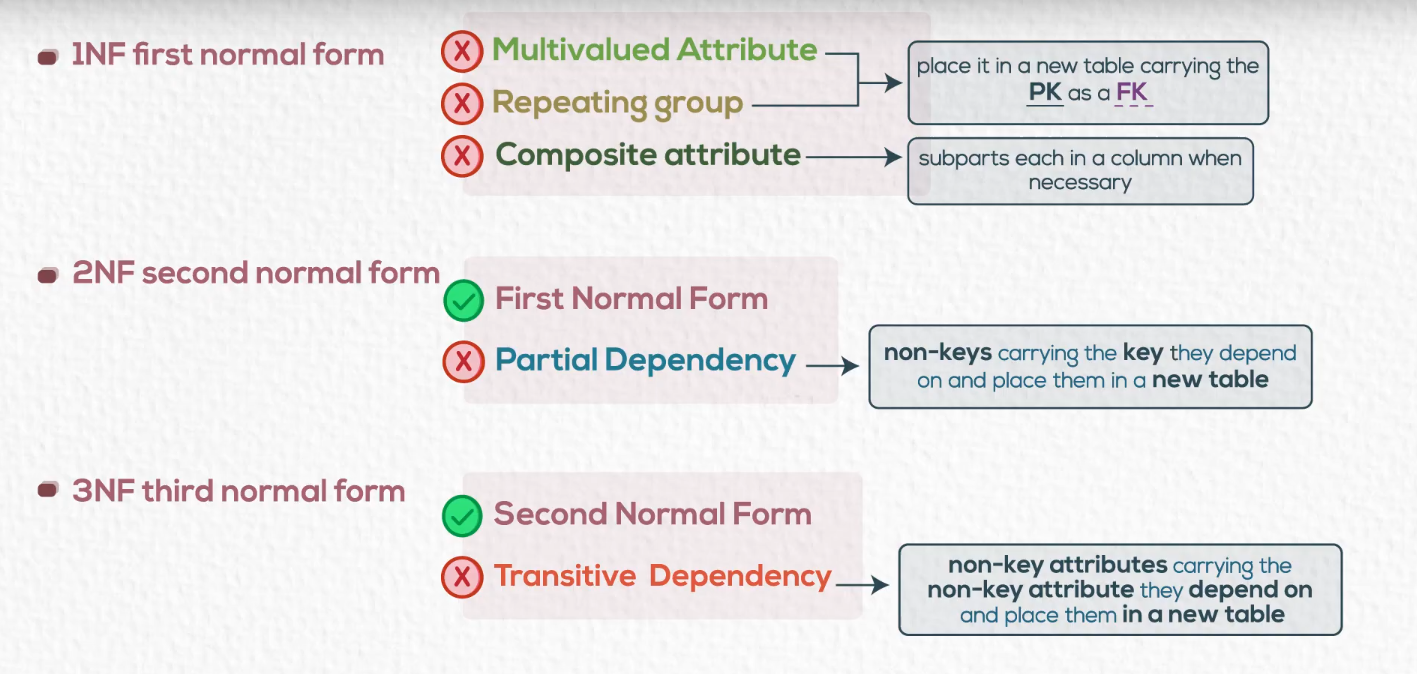 1NF first normal form
X Multivalued Attribute
X Repeating group
place it in a new table carrying the
PK as a FK
X Composite attribute
subparts each in a column when
necessary
2NF second normal form
First Normal Form
X Partial Dependency
non-keys carrying the key they depend
on and place them in a new table
3NF third normal form
Second Normal Form
X Transitive Dependency
non-key attributes carrying the
non-key attribute they depend on
and place them in a new table